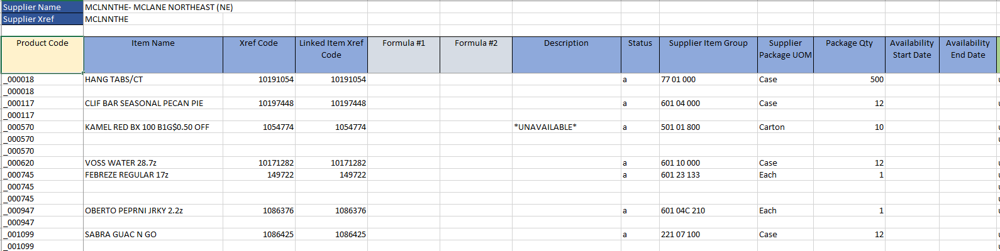 Supplier Name MCLNNTHE- MCLANE NORTHEAST (NE)
Supplier Xref MCLNNTHE
Product Code Item Name Xref Code Linked Item Xref Code Formula #1 Formula #2 Description Status Supplier Item Group Supplier Package UOM Package Qty Availability Start Date Availability End Date
_000018 HANG TABS/CT 10191054 10191054 a 77 01 000 Case 500
_000018
_000117 CLIF BAR SEASONAL PECAN PIE 10197448 10197448 a 601 04 000 Case 12
_000117
_000570 KAMEL RED BX 100 B1G$0.50 OFF 1054774 1054774 *UNAVAILABLE* a 501 01 800 Carton 10
_000570
_000570
_000620 VOSS WATER 28.7z 10171282 10171282 a 601 10 000 Case 12
_000745 FEBREZE REGULAR 17z 149722 149722 a 601 23 133 Each 1
_000745
_000745
_000947 OBERTO PEPRNI JRKY 2.2z 1086376 1086376 a 601 04C 210 Each 1
_000947
_001099 SABRA GUAC N GO 1086425 1086425 a 221 07 100 Case 12
_001099